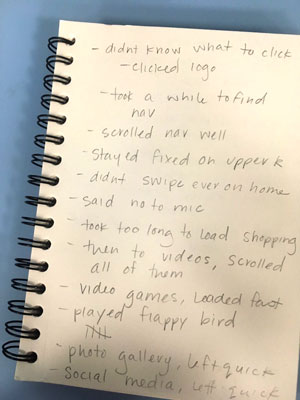 - didnt know what to click
- clicked logo
- took a while to find
nav
- scrolled nav well
- Stayed fixed on upper
- didnt swipe ever on home
- said no to mic
- took too long to load shopping
- then to videos, scrolled
all of them
- video games, Loaded fast
- played flappy bird
- photo gallery, left quick
- Social media, left quick